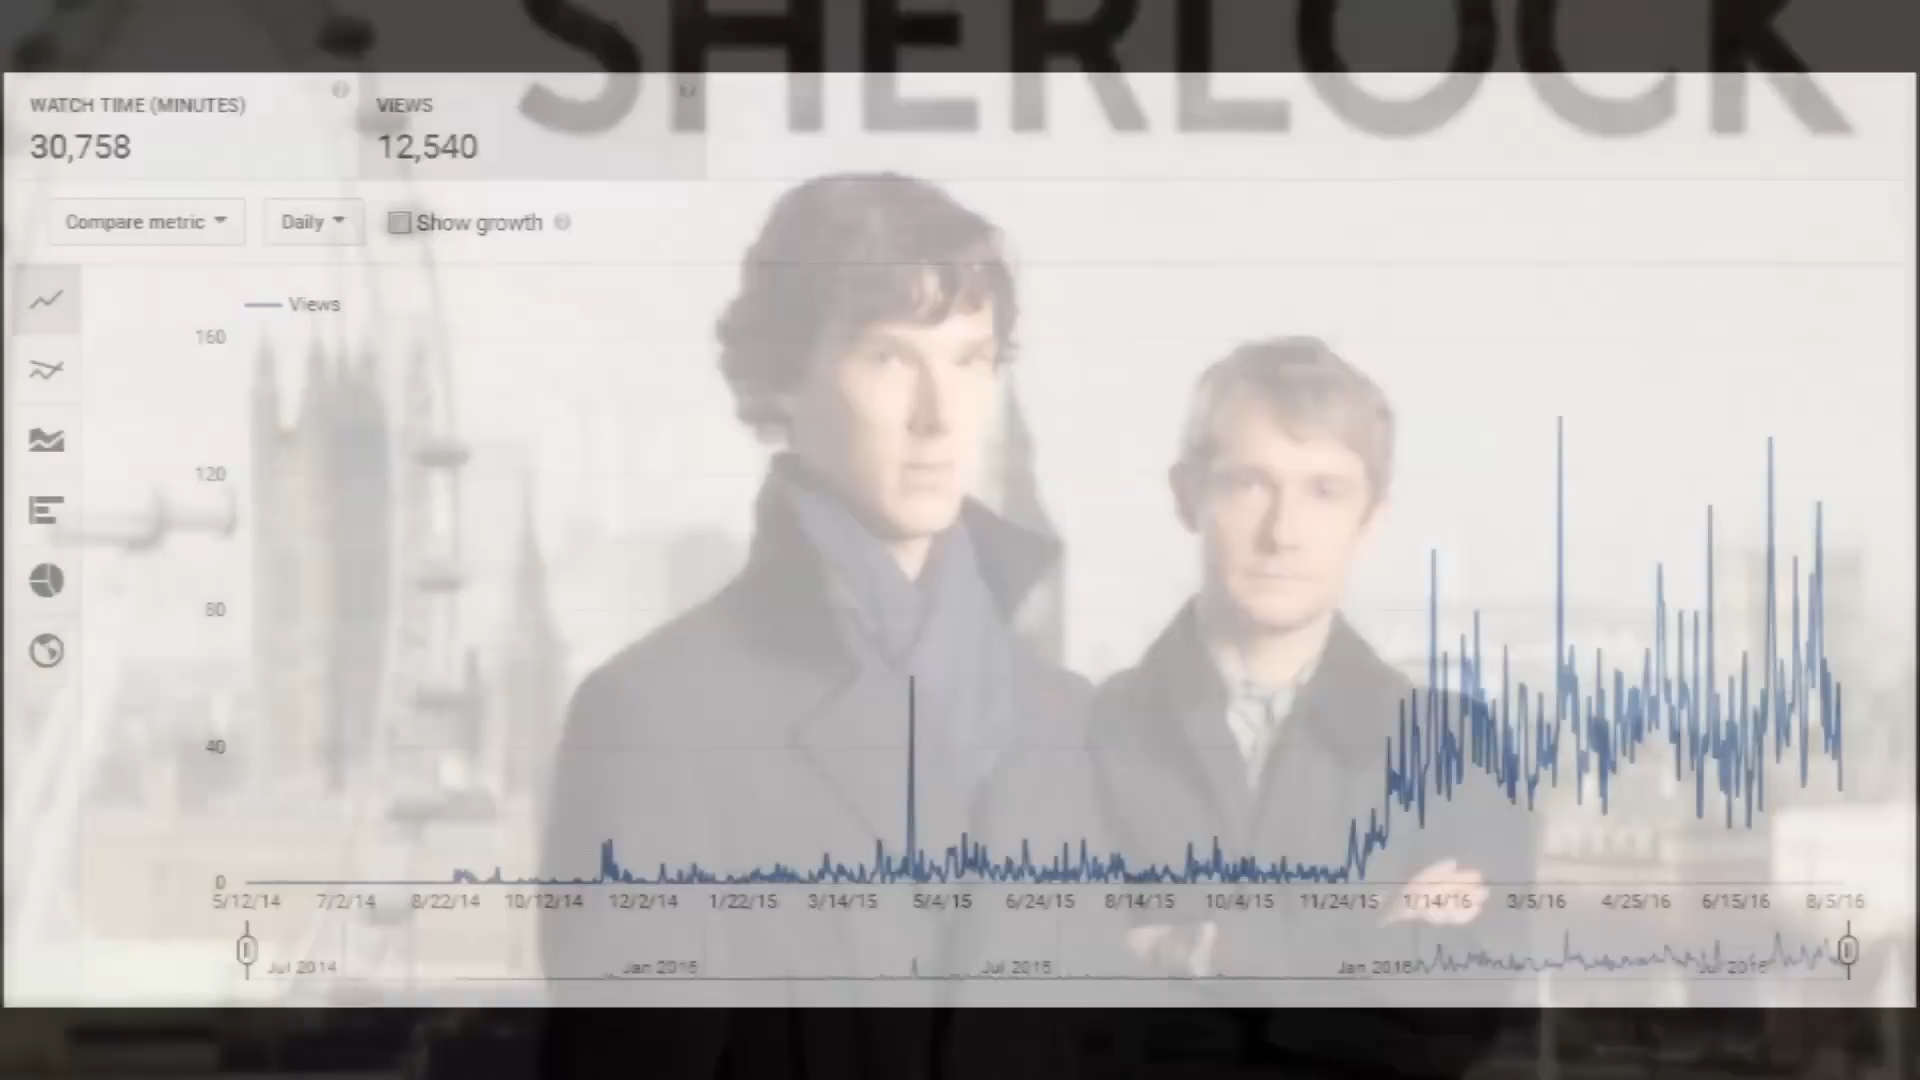 SHERLOCK
WATCH TIME (MINUTES)
30,758
VIEWS
12,540
Compare metric
Daily
Show growth
Views
160
120
80
40
0
5/12/14 7/2/14 8/22/14 10/12/14 12/2/14 1/22/15 3/14/15 5/4/15 6/24/15 8/14/15 10/4/15 11/24/15 1/14/16 3/5/16 4/25/16 6/15/16 8/5/16
Jul 2014 Jan 2015 Jul 2015 Jan 2016 Jul 2016